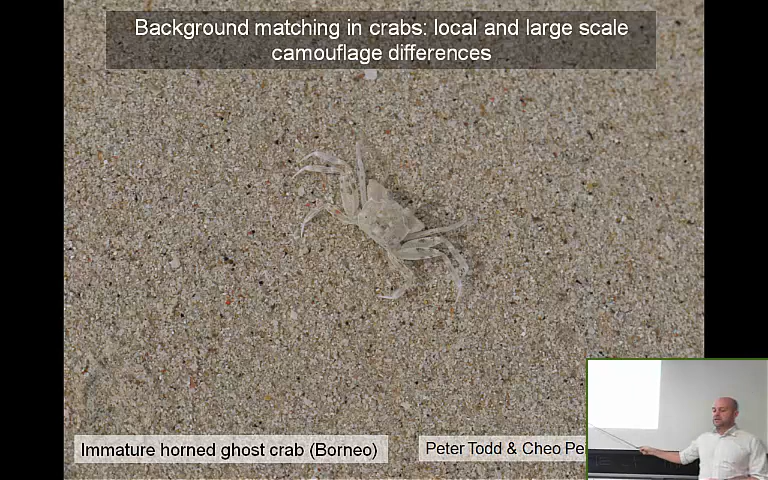 Background matching in crabs: local and large scale
camouflage differences
Immature horned ghost crab (Borneo)
Peter Todd & Cheo